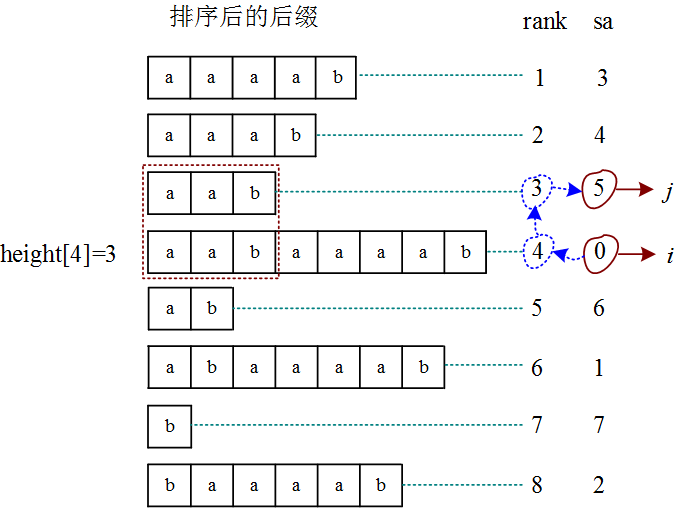 排序后的后缀 rank sa
a a a a b 1 3
a a a b 2 4
a a b 3 5 j
height[4]=3 a a b a a a a b 4 0 i
a b 5 6
a b a a a a b 6 1
b 7 7
b a a a a b 8 2